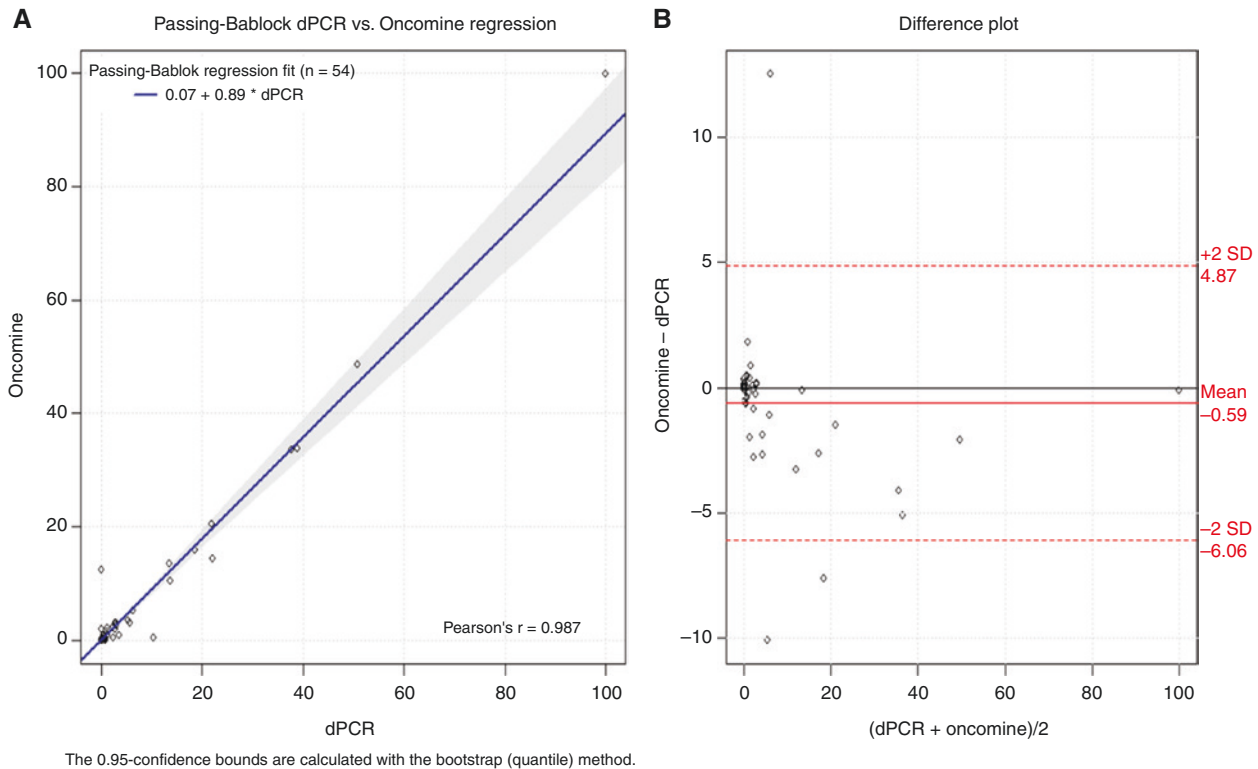 A
Passing-Bablock dPCR vs. Oncomine regression
Passing-Bablok regression fit (n = 54)
0.07 + 0.89 * dPCR
100
80
60
40
20
0
Oncomine
Pearson's r = 0.987
0
20
40
60
80
100
dPCR
The 0.95-confidence bounds are calculated with the bootstrap (quantile) method.
B
Difference plot
10
5
0
–5
–10
Oncomine – dPCR
+2 SD
4.87
Mean
–0.59
–2 SD
–6.06
0
20
40
60
80
100
(dPCR + oncomine)/2